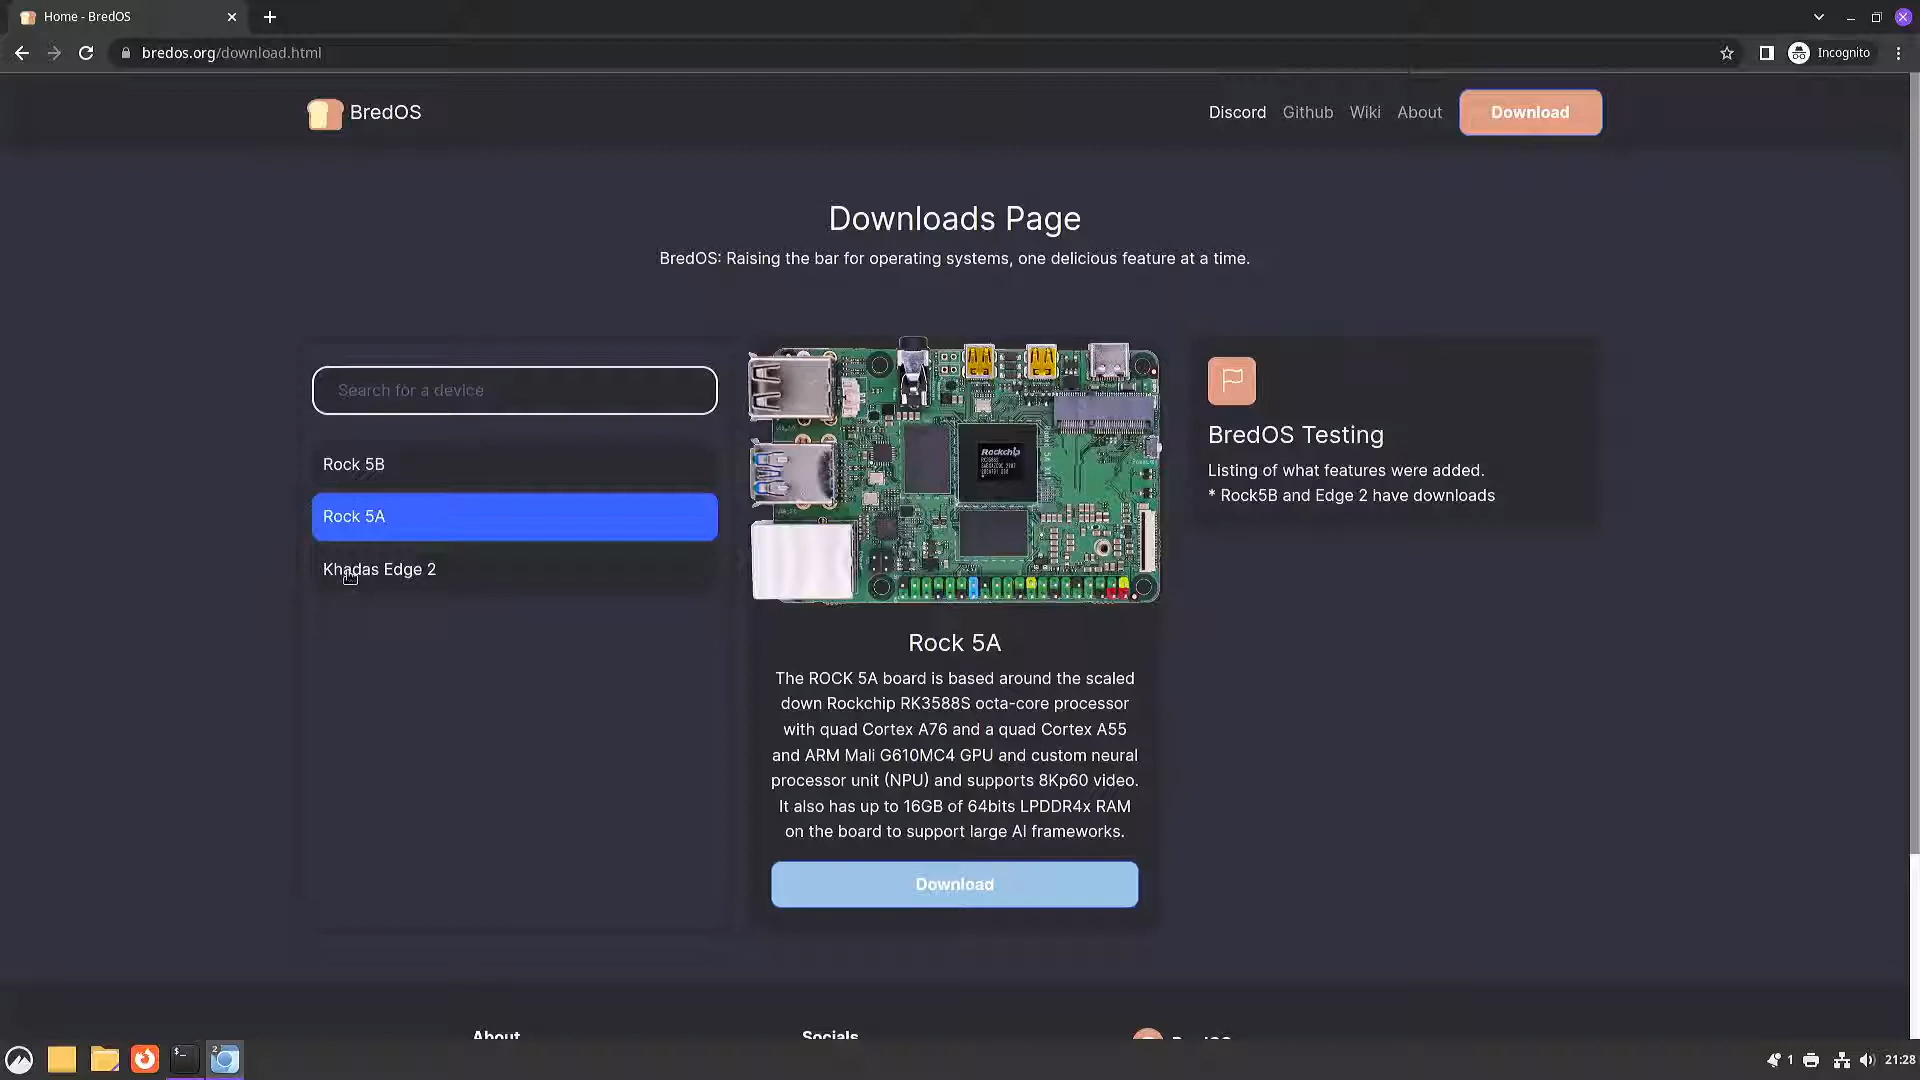 Home - BredOS
bredos.org/download.html
Incognito
BredOS
Discord
Github
Wiki
About
Download
Downloads Page
BredOS: Raising the bar for operating systems, one delicious feature at a time.
Search for a device
Rock 5B
Rock 5A
Khadas Edge 2
Rockchip
Rock 5A
The ROCK 5A board is based around the scaled
down Rockchip RK3588S octa-core processor
with quad Cortex A76 and a quad Cortex A55
and ARM Mali G610MC4 GPU and custom neural
processor unit (NPU) and supports 8Kp60 video.
It also has up to 16GB of 64bits LPDDR4x RAM
on the board to support large AI frameworks.
Download
BredOS Testing
Listing of what features were added.
* Rock5B and Edge 2 have downloads
About
Socials
BredOS
2
1
21:28